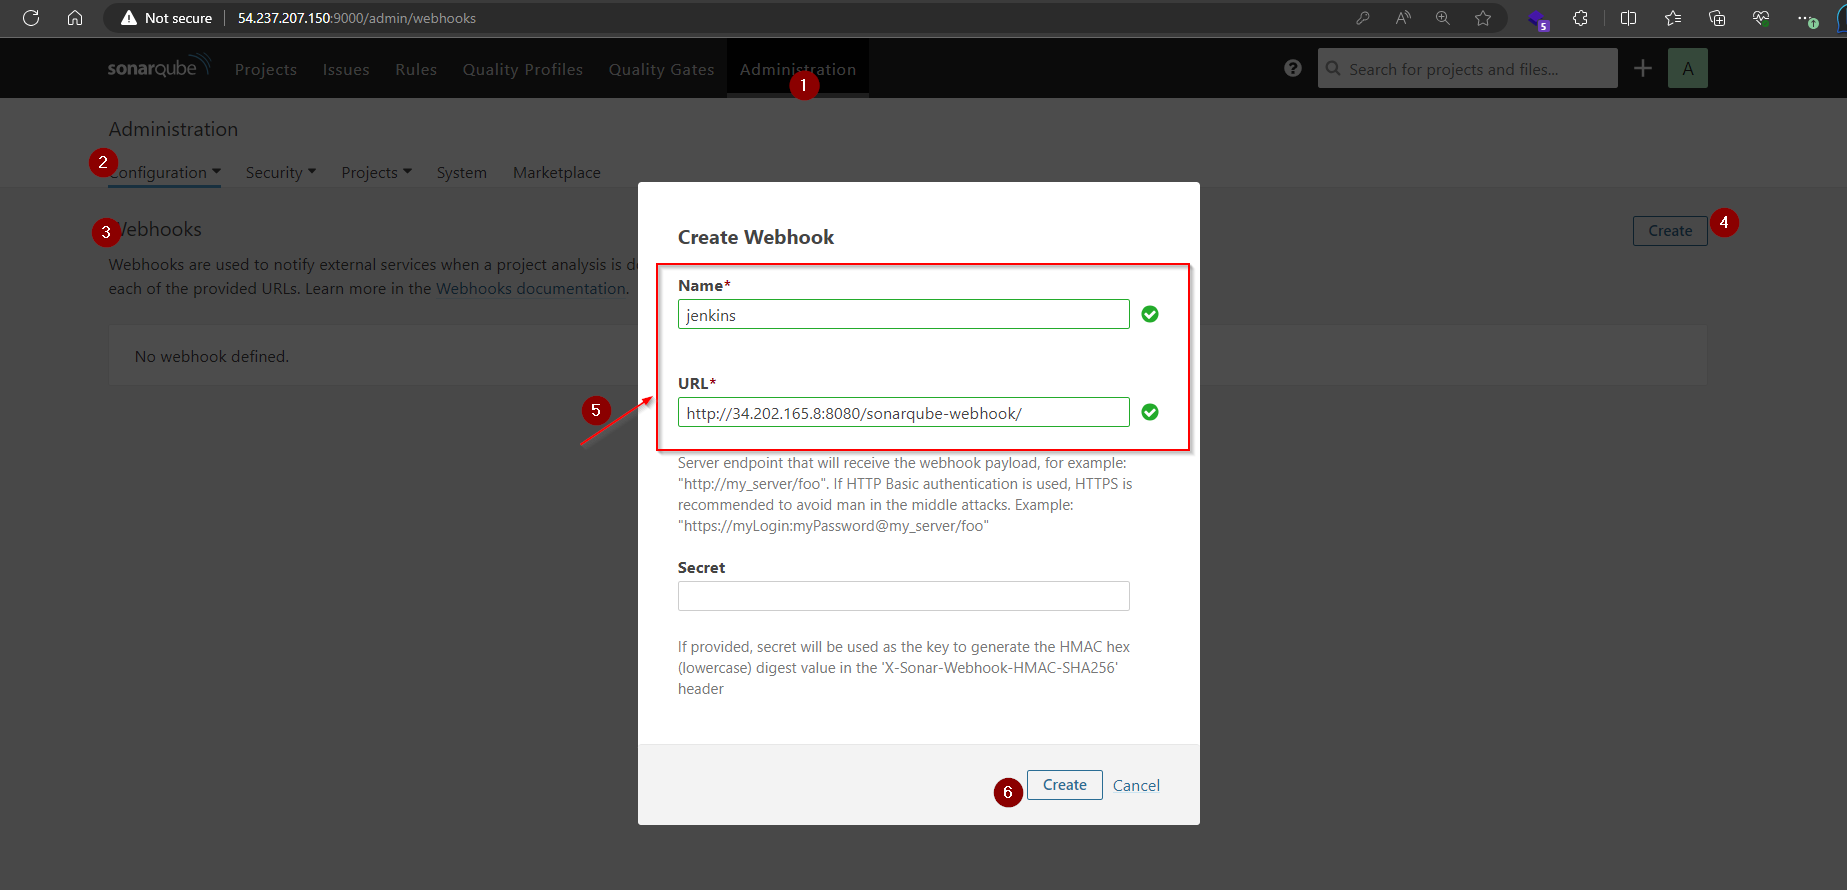 Not secure 54.237.207.150:9000/admin/webhooks
5
sonarqube Projects Issues Rules Quality Profiles Quality Gates Administration Search for projects and files... A
1
Administration
2
onfiguration Security Projects System Marketplace
3
ebhooks
Create
4
Webhooks are used to notify external services when a project analysis is d
each of the provided URLs. Learn more in the Webhooks documentation.
No webhook defined.
Create Webhook
Name*
jenkins
URL*
5
http://34.202.165.8:8080/sonarqube-webhook/
Server endpoint that will receive the webhook payload, for example:
"http://my_server/foo". If HTTP Basic authentication is used, HTTPS is
recommended to avoid man in the middle attacks. Example:
"https://myLogin:myPassword@my_server/foo"
Secret
If provided, secret will be used as the key to generate the HMAC hex
(lowercase) digest value in the 'X-Sonar-Webhook-HMAC-SHA256'
header
6
Create Cancel